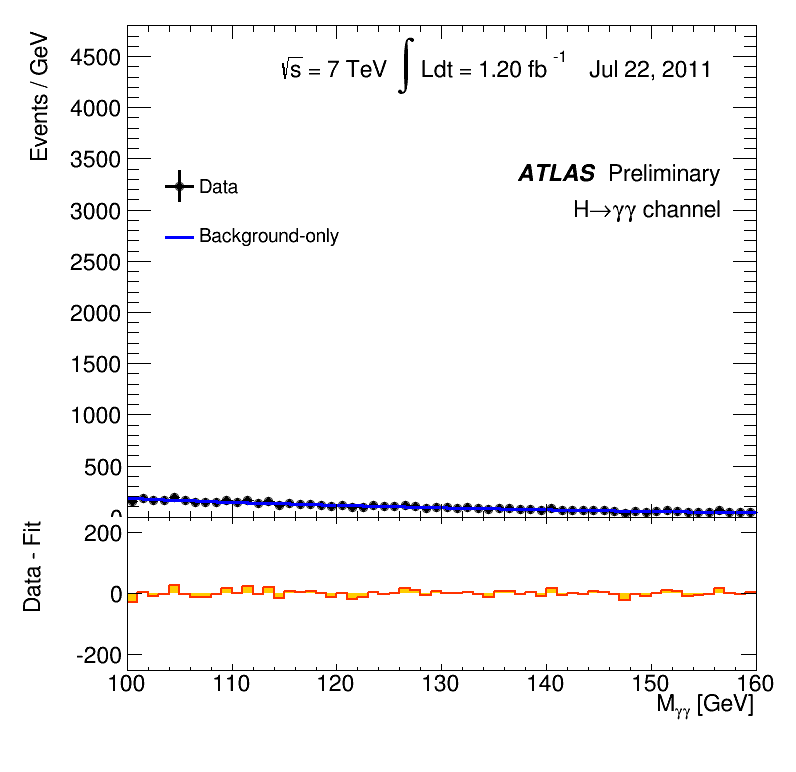 Events / GeV
4500
4000
3500
3000
2500
2000
1500
1000
500
0
√s = 7 TeV ∫ Ldt = 1.20 fb⁻¹ Jul 22, 2011
ATLAS Preliminary
H→γγ channel
Data
Background-only
Data - Fit
200
0
-200
100 110 120 130 140 150 160
Mγγ [GeV]